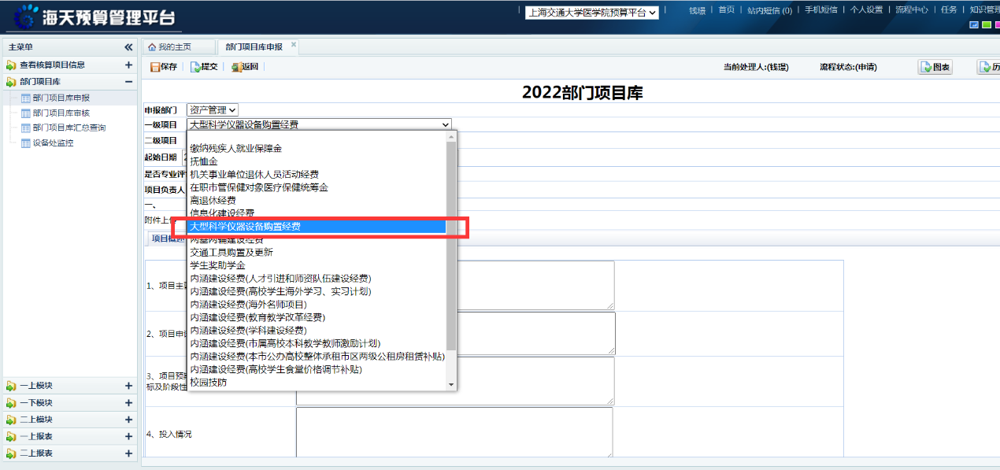 海天预算管理平台
上海交通大学医学院预算平台
钱璟 | 首页 | 站内短信 (0) | 手机短信 | 个人设置 | 流程中心 | 任务 | 知识管理
主菜单
查看核算项目信息
部门项目库
部门项目库申报
部门项目库审核
部门项目库汇总查询
设备处监控
一上模块
一下模块
二上模块
一上报表
二上报表
我的主页 部门项目库申报
保存 提交 返回
当前处理人:(钱璟) 流程状态:(申请) 图表 历
2022部门项目库
申报部门 资产管理
一级项目 大型科学仪器设备购置经费
二级项目
起始日期 2
是否专业评
项目负责人
一、
附件上传
项目概述
缴纳残疾人就业保障金
抚恤金
机关事业单位退休人员活动经费
在职市管保健对象医疗保健统筹金
离退休经费
信息化建设经费
大型科学仪器设备购置经费
交通工具购置及更新
学生奖助学金
内涵建设经费(人才引进和师资队伍建设经费)
内涵建设经费(高校学生海外学习、实习计划)
内涵建设经费(海外名师项目)
内涵建设经费(教育教学改革经费)
内涵建设经费(学科建设经费)
内涵建设经费(市属高校本科教学教师激励计划)
内涵建设经费(本市公办高校整体承租市区两级公租房租赁补贴)
内涵建设经费(高校学生食堂价格调节补贴)
校园技防
1、项目主要
2、项目申请
3、项目预期
标及阶段性
4、投入情况